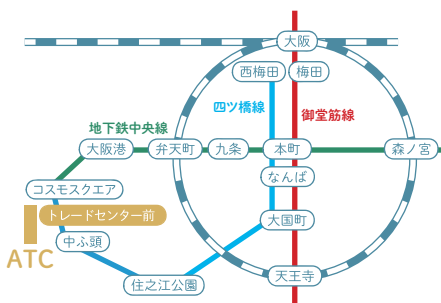 大阪
西梅田
梅田
四ツ橋線
御堂筋線
地下鉄中央線
大阪港
弁天町
九条
本町
森ノ宮
なんば
コスモスクエア
トレードセンター前
大国町
中ふ頭
ATC
天王寺
住之江公園